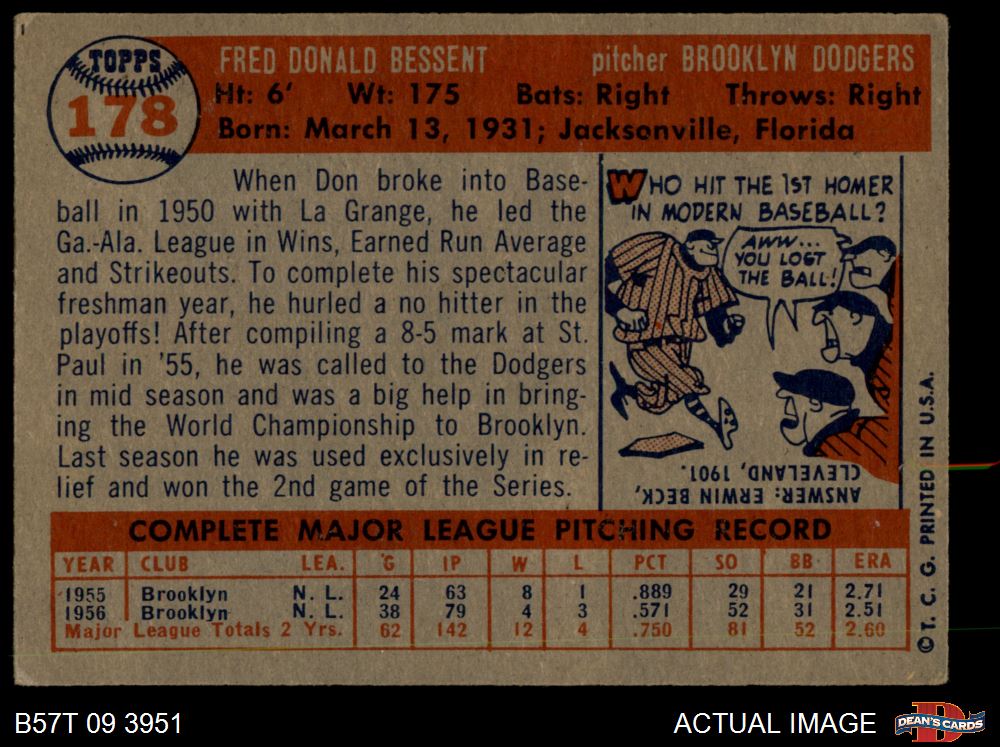 TOPPS
178
FRED DONALD BESSENT pitcher BROOKLYN DODGERS
Ht: 6' Wt: 175 Bats: Right Throws: Right
Born: March 13, 1931; Jacksonville, Florida
When Don broke into Base-
ball in 1950 with La Grange, he led the
Ga.-Ala. League in Wins, Earned Run Average
and Strikeouts. To complete his spectacular
freshman year, he hurled a no hitter in the
playoffs! After compiling a 8-5 mark at St.
Paul in '55, he was called to the Dodgers
in mid season and was a big help in bring-
ing the World Championship to Brooklyn.
Last season he was used exclusively in re-
lief and won the 2nd game of the Series.
WHO HIT THE 1ST HOMER
IN MODERN BASEBALL?
AWW...
YOU LOST
THE BALL!
ANSWER: ERWIN BECK,
CLEVELAND, 1901.
COMPLETE MAJOR LEAGUE PITCHING RECORD
YEAR CLUB LEA. G IP W L PCT SO BB ERA
1955 Brooklyn N. L. 24 63 8 1 .889 29 21 2.71
1956 Brooklyn N. L. 38 79 4 3 .571 52 31 2.51
Major League Totals 2 Yrs. 62 142 12 4 .750 81 52 2.60
© T. C. G. PRINTED IN U.S.A.
B57T 09 3951 ACTUAL IMAGE
DEAN'S CARDS